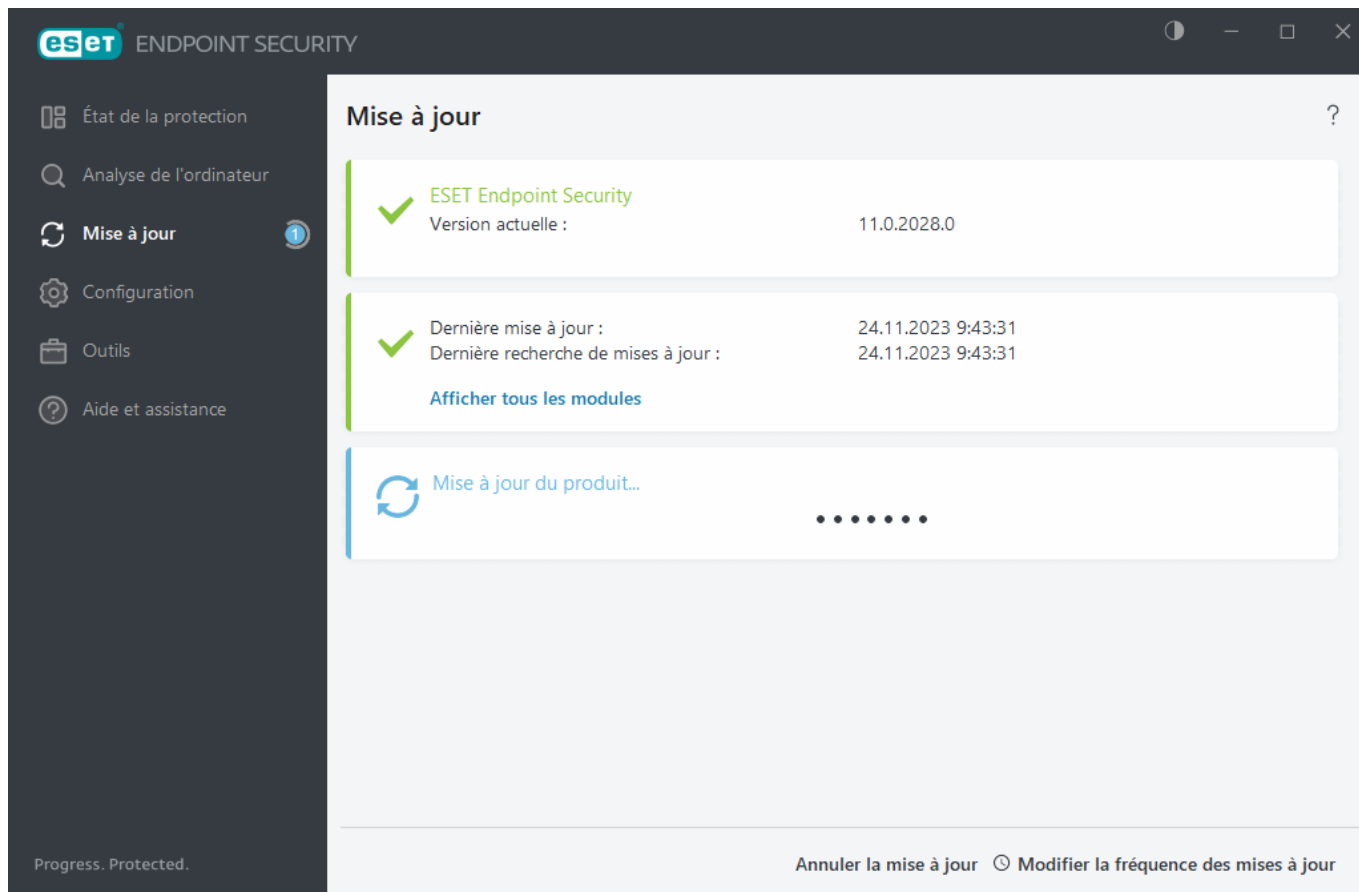 eset ENDPOINT SECURITY
État de la protection
Analyse de l'ordinateur
Mise à jour 1
Configuration
Outils
Aide et assistance
Progress. Protected.
Mise à jour ?
ESET Endpoint Security
Version actuelle : 11.0.2028.0
Dernière mise à jour : 24.11.2023 9:43:31
Dernière recherche de mises à jour : 24.11.2023 9:43:31
Afficher tous les modules
Mise à jour du produit...
Annuler la mise à jour Modifier la fréquence des mises à jour